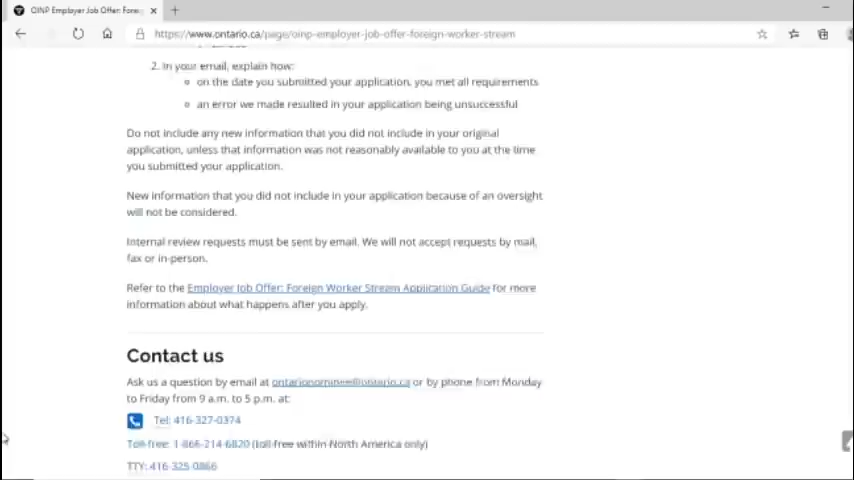 OINP Employer Job Offer: Forei
https://www.ontario.ca/page/oinp-employer-job-offer-foreign-worker-stream
2. In your email, explain how:
on the date you submitted your application, you met all requirements
an error we made resulted in your application being unsuccessful
Do not include any new information that you did not include in your original
application, unless that information was not reasonably available to you at the time
you submitted your application.
New information that you did not include in your application because of an oversight
will not be considered.
Internal review requests must be sent by email. We will not accept requests by mail,
fax or in-person.
Refer to the Employer Job Offer: Foreign Worker Stream Application Guide for more
information about what happens after you apply.
Contact us
Ask us a question by email at ontarionominee@ontario.ca or by phone from Monday
to Friday from 9 a.m. to 5 p.m. at:
Tel: 416-327-0374
Toll-free: 1-866-214-6820 (toll-free within North America only)
TTY: 416-325-0866